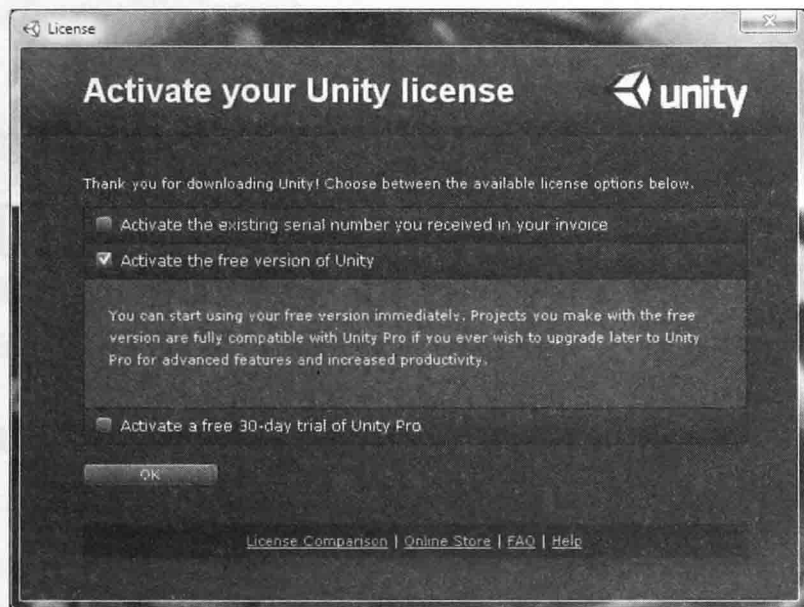 License
Activate your Unity license
unity
Thank you for downloading Unity! Choose between the available license options below.
Activate the existing serial number you received in your invoice
Activate the free version of Unity
You can start using your free version immediately. Projects you make with the free
version are fully compatible with Unity Pro if you ever wish to upgrade later to Unity
Pro for advanced features and increased productivity.
Activate a free 30-day trial of Unity Pro
OK
License Comparison | Online Store | FAQ | Help